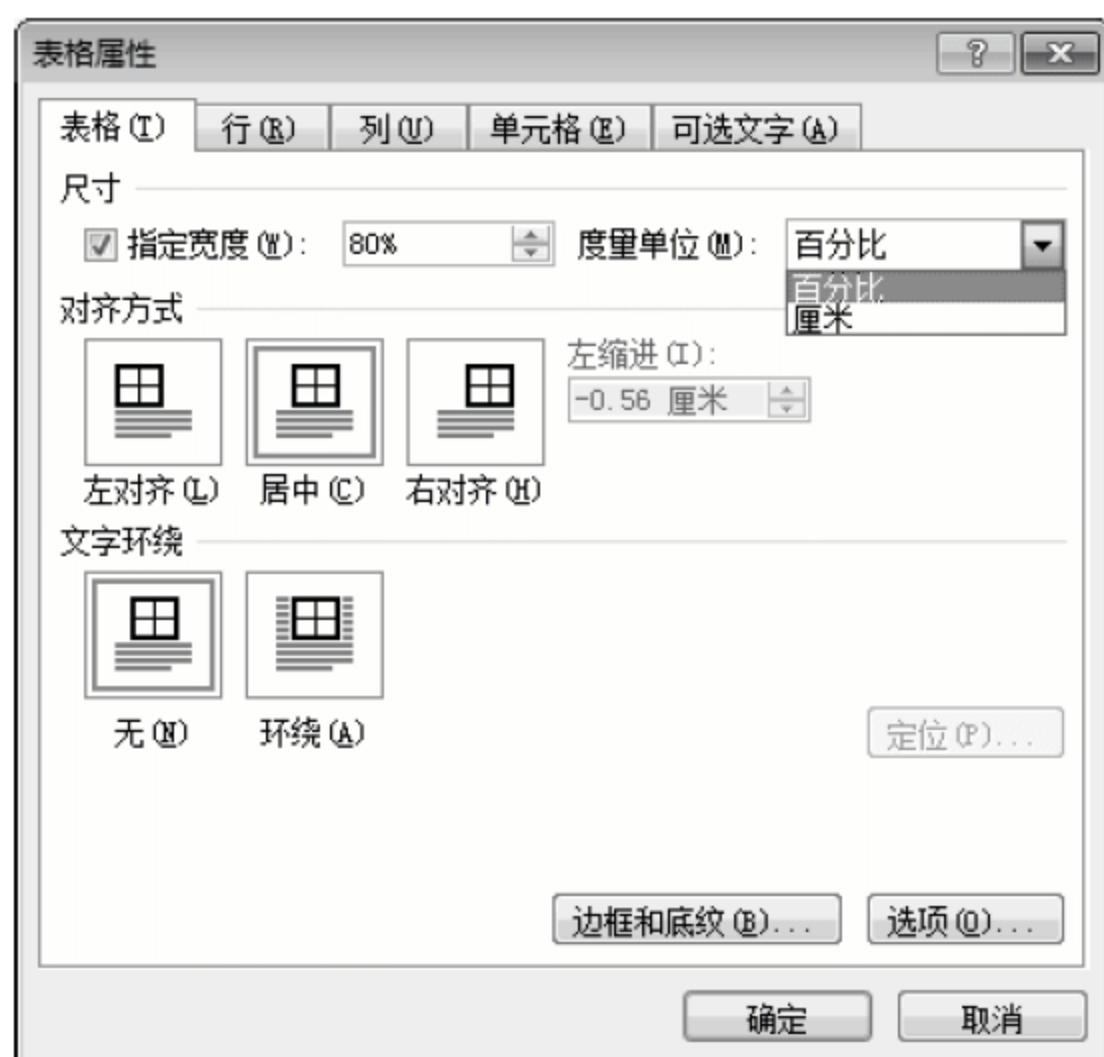 表格属性
表格(T) 行(R) 列(U) 单元格(E) 可选文字(A)
尺寸
指定宽度(W): 80% 度量单位(M): 百分比
百分比
厘米
对齐方式
左缩进(I):
-0.56 厘米
左对齐(L) 居中(C) 右对齐(H)
文字环绕
无(N) 环绕(A)
定位(P)...
边框和底纹(B)... 选项(O)...
确定 取消